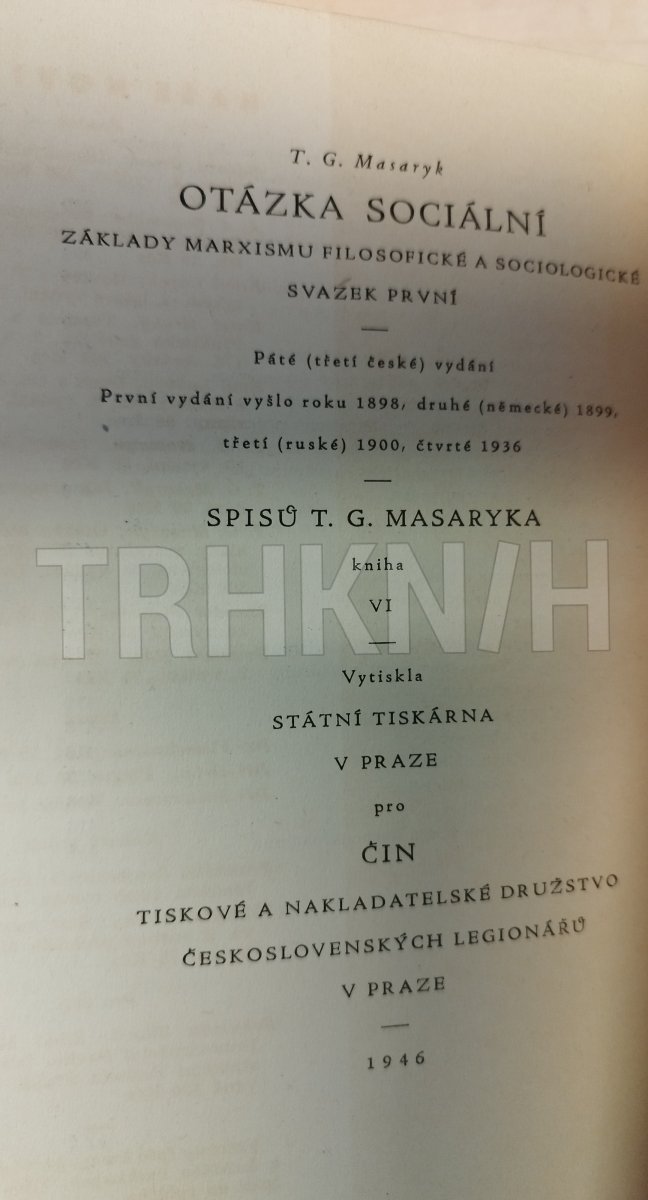 T. G. Masaryk
OTÁZKA SOCIÁLNÍ
ZÁKLADY MARXISMU FILOSOFICKÉ A SOCIOLOGICKÉ
SVAZEK PRVNÍ
Páté (třetí české) vydání
První vydání vyšlo roku 1898, druhé (německé) 1899,
třetí (ruské) 1900, čtvrté 1936
SPISŮ T. G. MASARYKA
kniha
VI
TRHKNIH
Vytiskla
STÁTNÍ TISKÁRNA
V PRAZE
pro
ČIN
TISKOVÉ A NAKLADATELSKÉ DRUŽSTVO
ČESKOSLOVENSKÝCH LEGIONÁŘŮ
V PRAZE
1946